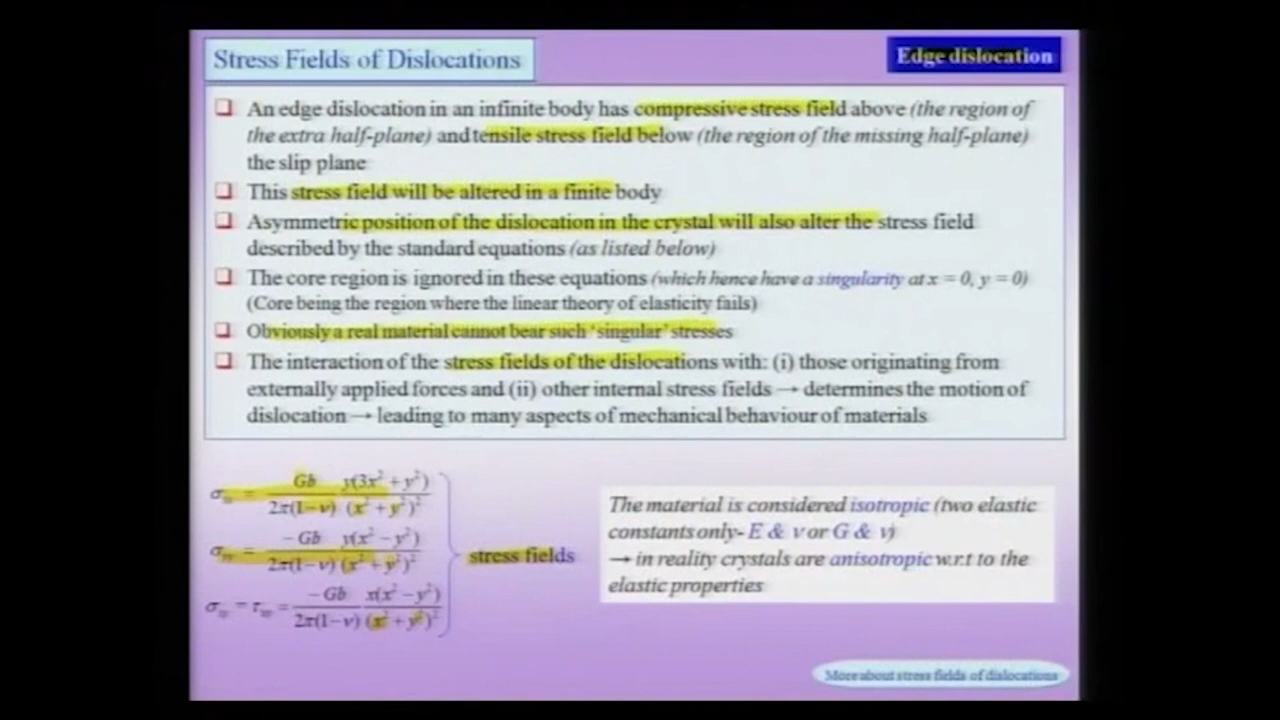 Stress Fields of Dislocations
Edge dislocation
❑ An edge dislocation in an infinite body has compressive stress field above (the region of
the extra half-plane) and tensile stress field below (the region of the missing half-plane)
the slip plane
❑ This stress field will be altered in a finite body
❑ Asymmetric position of the dislocation in the crystal will also alter the stress field
described by the standard equations (as listed below)
❑ The core region is ignored in these equations (which hence have a singularity at x = 0, y = 0)
(Core being the region where the linear theory of elasticity fails)
❑ Obviously a real material cannot bear such 'singular' stresses
❑ The interaction of the stress fields of the dislocations with: (i) those originating from
externally applied forces and (ii) other internal stress fields → determines the motion of
dislocation → leading to many aspects of mechanical behaviour of materials
σ = Gb / 2π(1−ν) y(3x² + y²) / (x² + y²)²
σ = −Gb / 2π(1−ν) y(x² − y²) / (x² + y²)²
σ = τ = −Gb / 2π(1−ν) x(x² − y²) / (x² + y²)²
stress fields
The material is considered isotropic (two elastic
constants only- E & ν or G & ν)
→ in reality crystals are anisotropic w.r.t to the
elastic properties
More about stress fields of dislocations